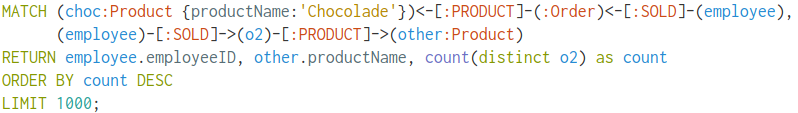 MATCH (choc:Product {productName:'Chocolade'})<-[:PRODUCT]-(:Order)<-[:SOLD]-(employee),
(employee)-[:SOLD]->(o2)-[:PRODUCT]->(other:Product)
RETURN employee.employeeID, other.productName, count(distinct o2) as count
ORDER BY count DESC
LIMIT 1000;